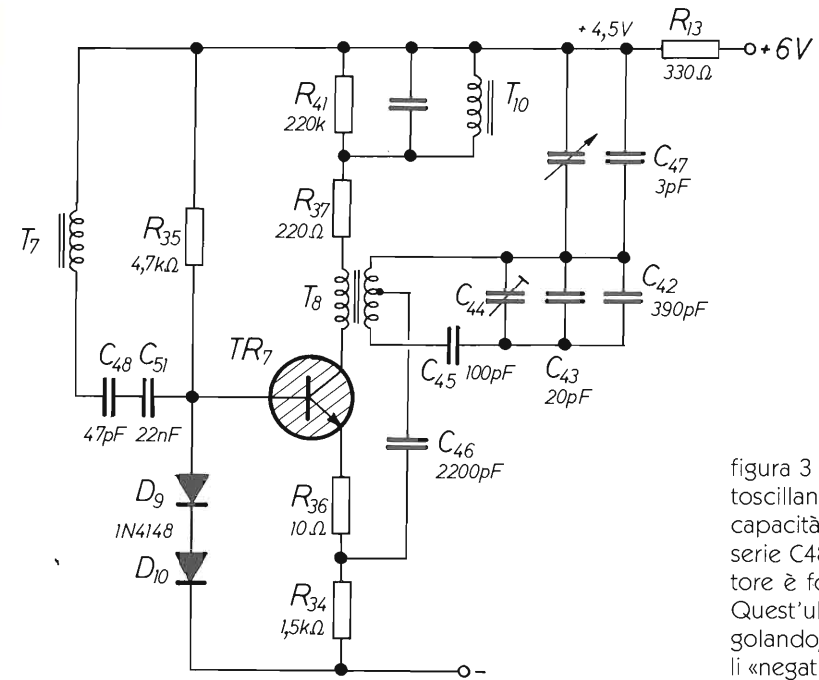 + 4,5V
R13
330Ω
+6V
R41
220k
T10
C47
3pF
R37
220Ω
T7
R35
4,7kΩ
T8
C44
C42
390pF
C48
C51
47pF
22nF
TR7
C45
100pF
C43
20pF
C46
2200pF
D9
1N4148
D10
R36
10Ω
R34
1,5kΩ
-
figura 3
toscillan
capacità
serie C48
tore è fo
Quest'ul
golando,
li «negat